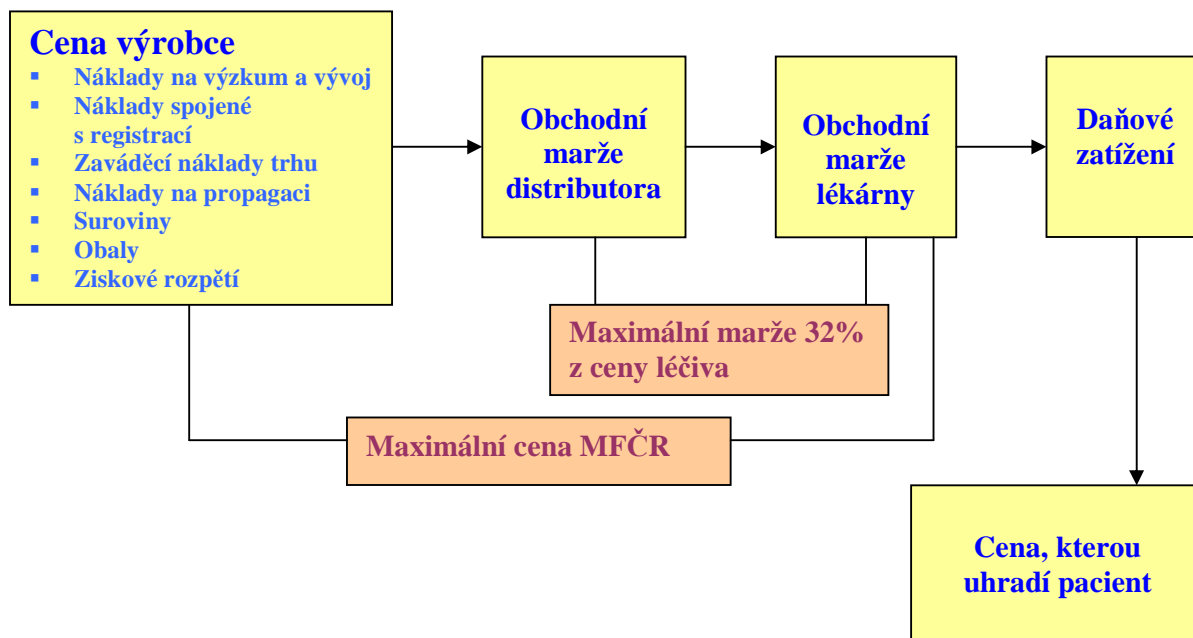 Cena výrobce
▪ Náklady na výzkum a vývoj
▪ Náklady spojené
s registrací
▪ Zaváděcí náklady trhu
▪ Náklady na propagaci
▪ Suroviny
▪ Obaly
▪ Ziskové rozpětí
Obchodní
marže
distributora
Obchodní
marže
lékárny
Daňové
zatížení
Maximální marže 32%
z ceny léčiva
Maximální cena MFČR
Cena, kterou
uhradí pacient